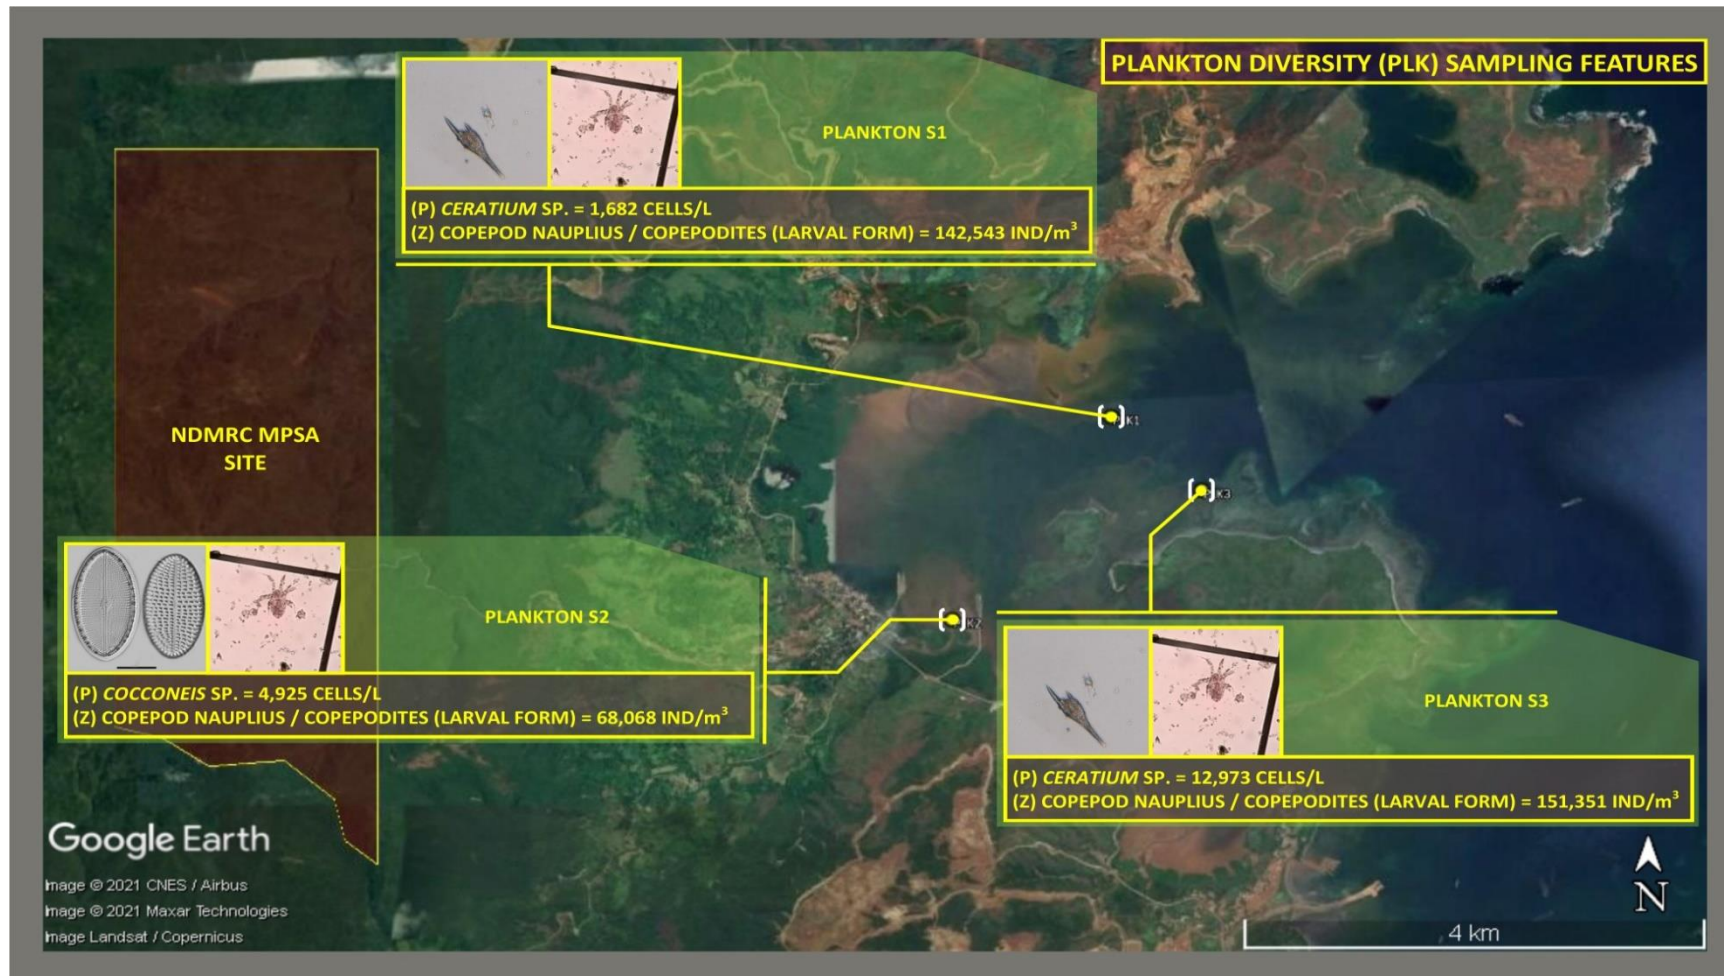 PLANKTON DIVERSITY (PLK) SAMPLING FEATURES
PLANKTON S1
(P) CERATIUM SP. = 1,682 CELLS/L
(Z) COPEPOD NAUPLIUS / COPEPODITES (LARVAL FORM) = 142,543 IND/m³
NDMRC MPSA
SITE
K1
K3
PLANKTON S2
K2
(P) COCCONEIS SP. = 4,925 CELLS/L
(Z) COPEPOD NAUPLIUS / COPEPODITES (LARVAL FORM) = 68,068 IND/m³
PLANKTON S3
(P) CERATIUM SP. = 12,973 CELLS/L
(Z) COPEPOD NAUPLIUS / COPEPODITES (LARVAL FORM) = 151,351 IND/m³
Google Earth
Image © 2021 CNES / Airbus
Image © 2021 Maxar Technologies
Image Landsat / Copernicus
N
4 km